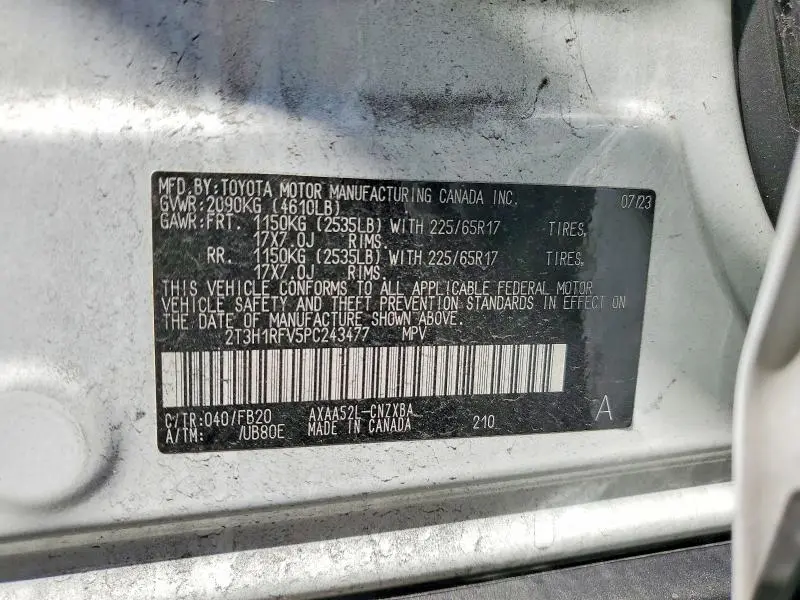 MFD.BY:TOYOTA MOTOR MANUFACTURING CANADA INC. 07/23
GVWR:2090KG (4610LB)
GAWR:FRT. 1150KG (2535LB) WITH 225/65R17 TIRES,
17X7.0J RIMS.
RR. 1150KG (2535LB) WITH 225/65R17 TIRES,
17X7.0J RIMS.
THIS VEHICLE CONFORMS TO ALL APPLICABLE FEDERAL MOTOR
VEHICLE SAFETY AND THEFT PREVENTION STANDARDS IN EFFECT ON
THE DATE OF MANUFACTURE SHOWN ABOVE.
2T3H1RFV5PC243477 MPV
C/TR:040/FB20 AXAA52L-CNZXBA 210 A
A/TM: /UB80E MADE IN CANADA